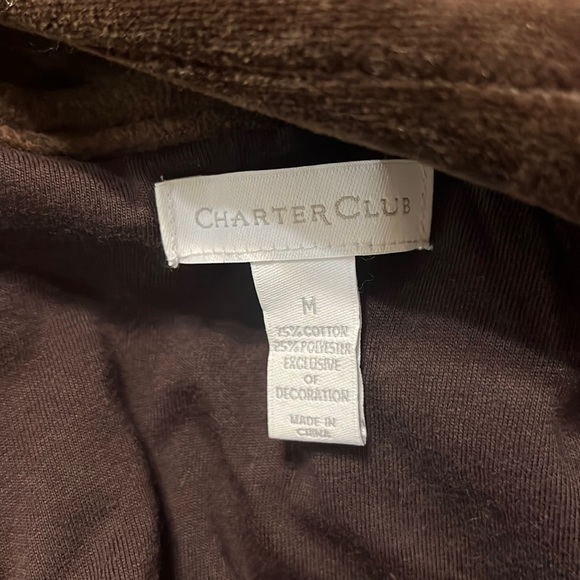 CHARTER CLUB
M
75% COTTON
25% POLYESTER
EXCLUSIVE
OF
DECORATION
MADE IN
CHINA